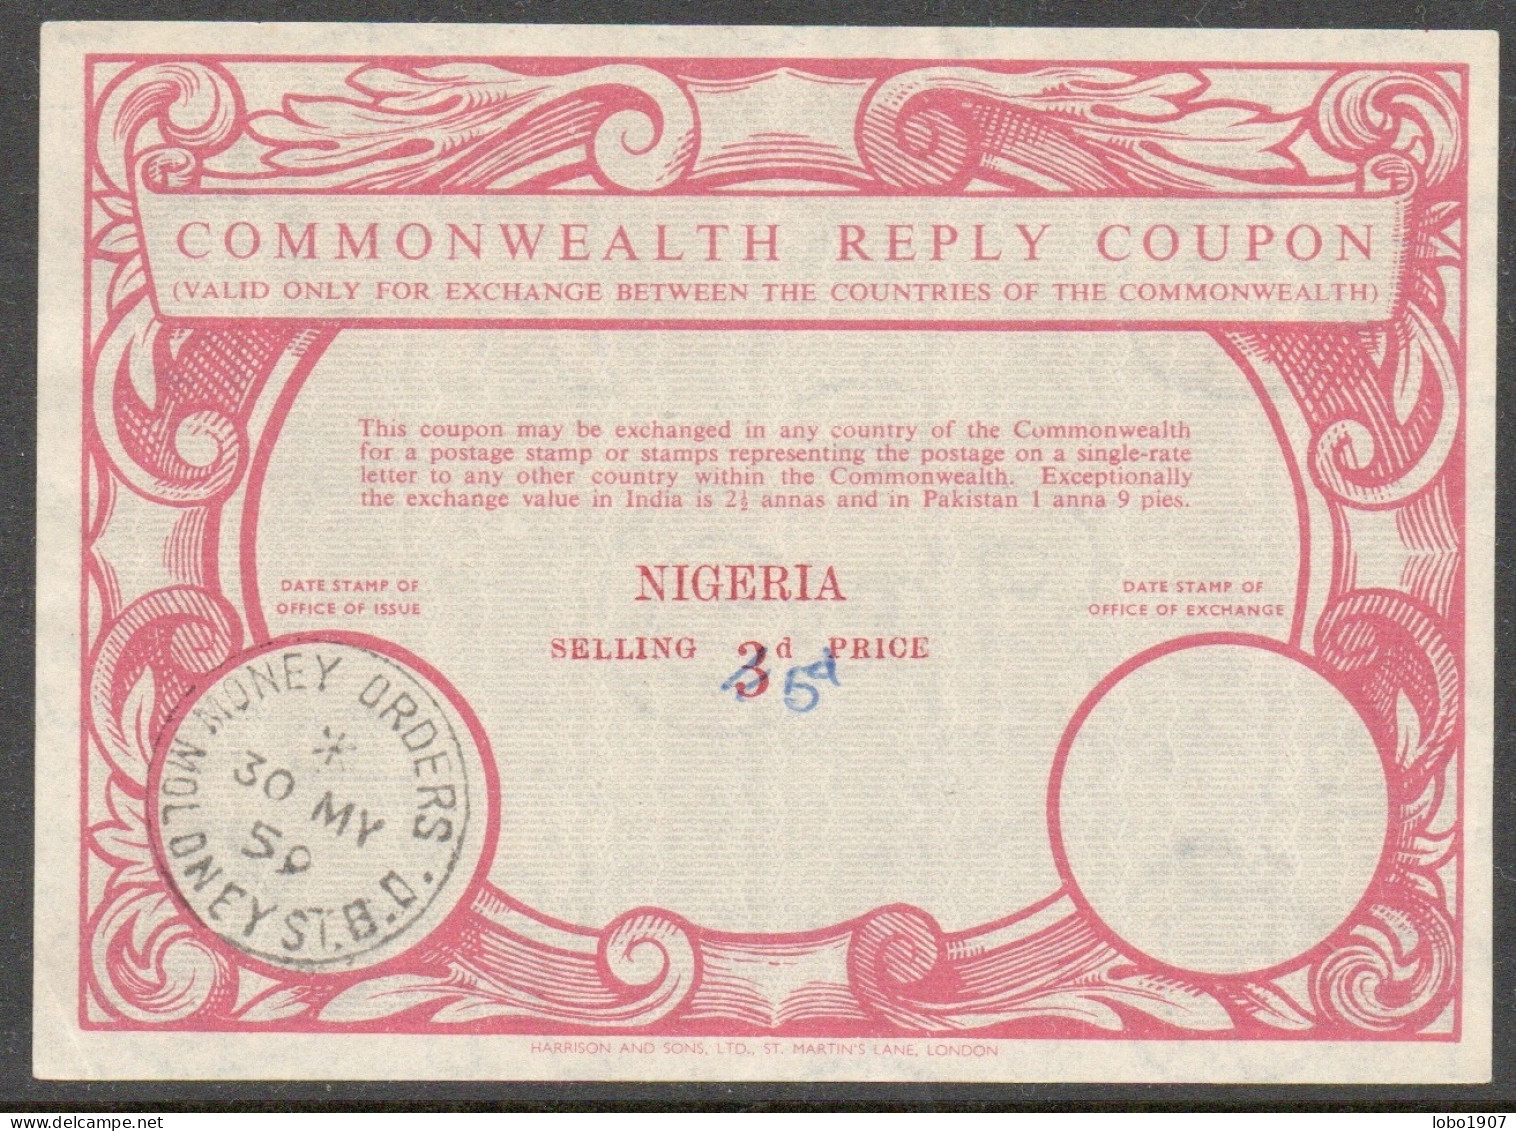 COMMONWEALTH REPLY COUPON
(VALID ONLY FOR EXCHANGE BETWEEN THE COUNTRIES OF THE COMMONWEALTH)
This coupon may be exchanged in any country of the Commonwealth
for a postage stamp or stamps representing the postage on a single-rate
letter to any other country within the Commonwealth. Exceptionally
the exchange value in India is 2½ annas and in Pakistan 1 anna 9 pies.
DATE STAMP OF
OFFICE OF ISSUE
NIGERIA
DATE STAMP OF
OFFICE OF EXCHANGE
SELLING 3d PRICE
5d
MONEY ORDERS
30 MY
59
MOLONEY ST. B.O.
HARRISON AND SONS, LTD., ST. MARTIN'S LANE, LONDON
lobo1907